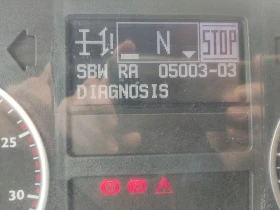 N STOP
SBW RA 05003-03
DIAGNOSIS
25
30